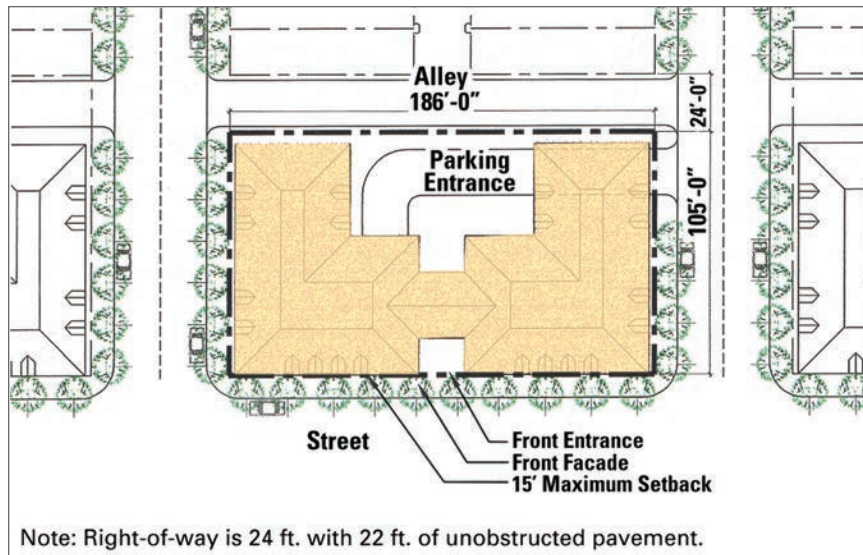 Alley
186’-0”
24’-0”
Parking
Entrance
105’-0”
Street
Front Entrance
Front Facade
15’ Maximum Setback
Note: Right-of-way is 24 ft. with 22 ft. of unobstructed pavement.